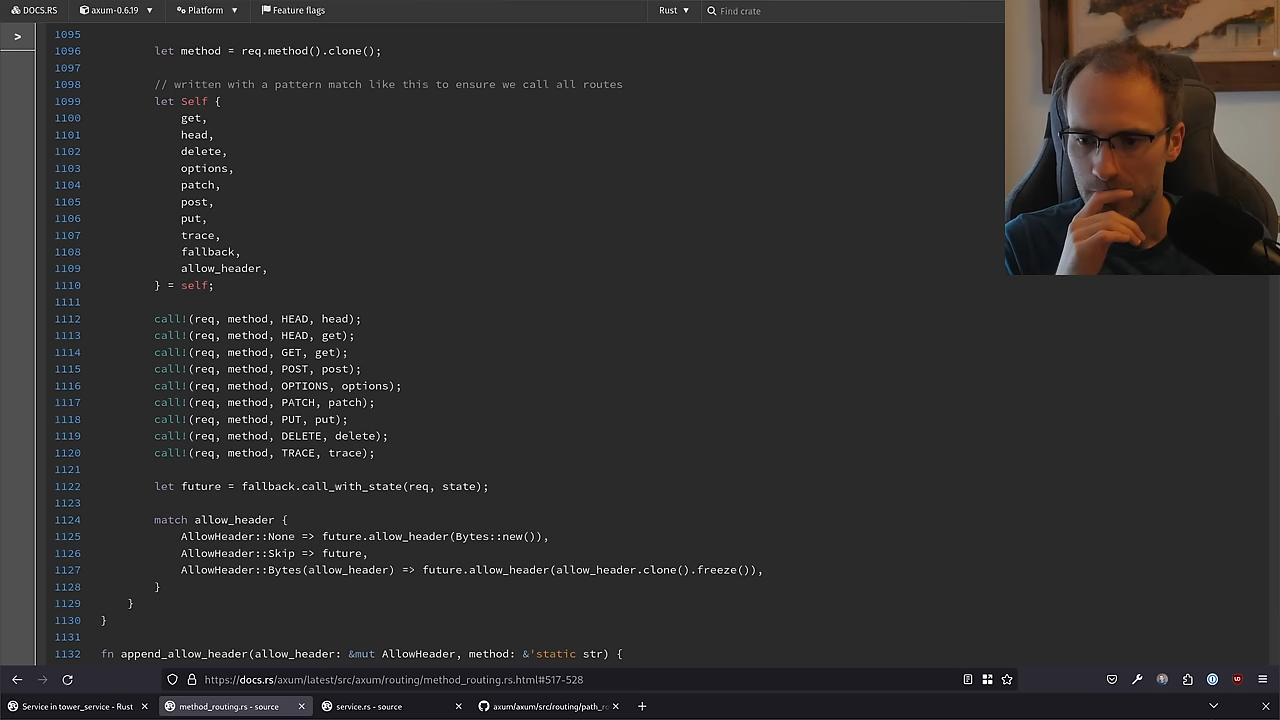 DOCS.RS axum-0.6.19 Platform Feature flags Rust Find crate
>
1095
1096 let method = req.method().clone();
1097
1098 // written with a pattern match like this to ensure we call all routes
1099 let Self {
1100 get,
1101 head,
1102 delete,
1103 options,
1104 patch,
1105 post,
1106 put,
1107 trace,
1108 fallback,
1109 allow_header,
1110 } = self;
1111
1112 call!(req, method, HEAD, head);
1113 call!(req, method, HEAD, get);
1114 call!(req, method, GET, get);
1115 call!(req, method, POST, post);
1116 call!(req, method, OPTIONS, options);
1117 call!(req, method, PATCH, patch);
1118 call!(req, method, PUT, put);
1119 call!(req, method, DELETE, delete);
1120 call!(req, method, TRACE, trace);
1121
1122 let future = fallback.call_with_state(req, state);
1123
1124 match allow_header {
1125 AllowHeader::None => future.allow_header(Bytes::new()),
1126 AllowHeader::Skip => future,
1127 AllowHeader::Bytes(allow_header) => future.allow_header(allow_header.clone().freeze()),
1128 }
1129 }
1130 }
1131
1132 fn append_allow_header(allow_header: &mut AllowHeader, method: &'static str) {
https://docs.rs/axum/latest/src/axum/routing/method_routing.rs.html#517-528
Service in tower_service - Rust method_routing.rs - source service.rs - source axum/axum/src/routing/path_ro